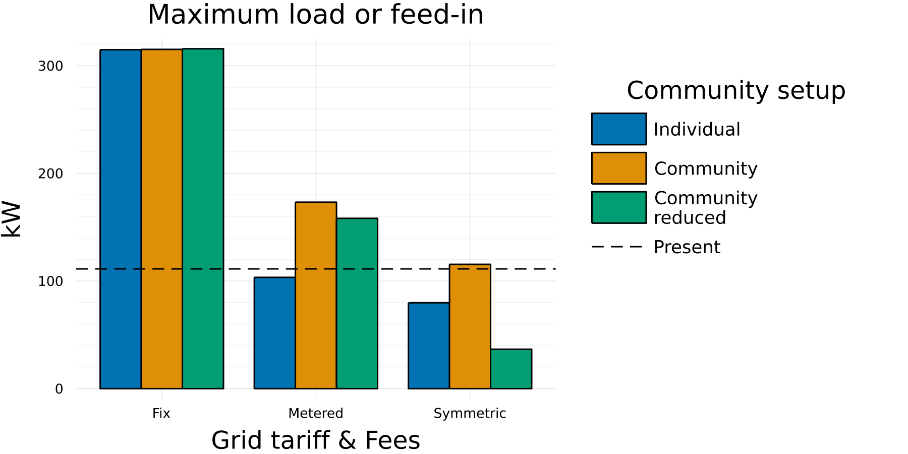 Maximum load or feed-in
kW
300
200
100
0
Fix
Metered
Symmetric
Grid tariff & Fees
Community setup
Individual
Community
Community
reduced
Present